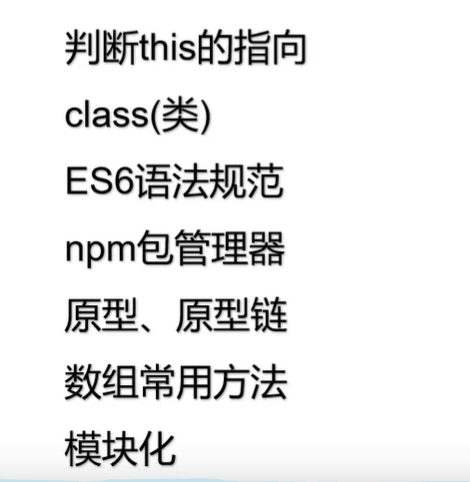 判断this的指向
class(类)
ES6语法规范
npm包管理器
原型、原型链
数组常用方法
模块化